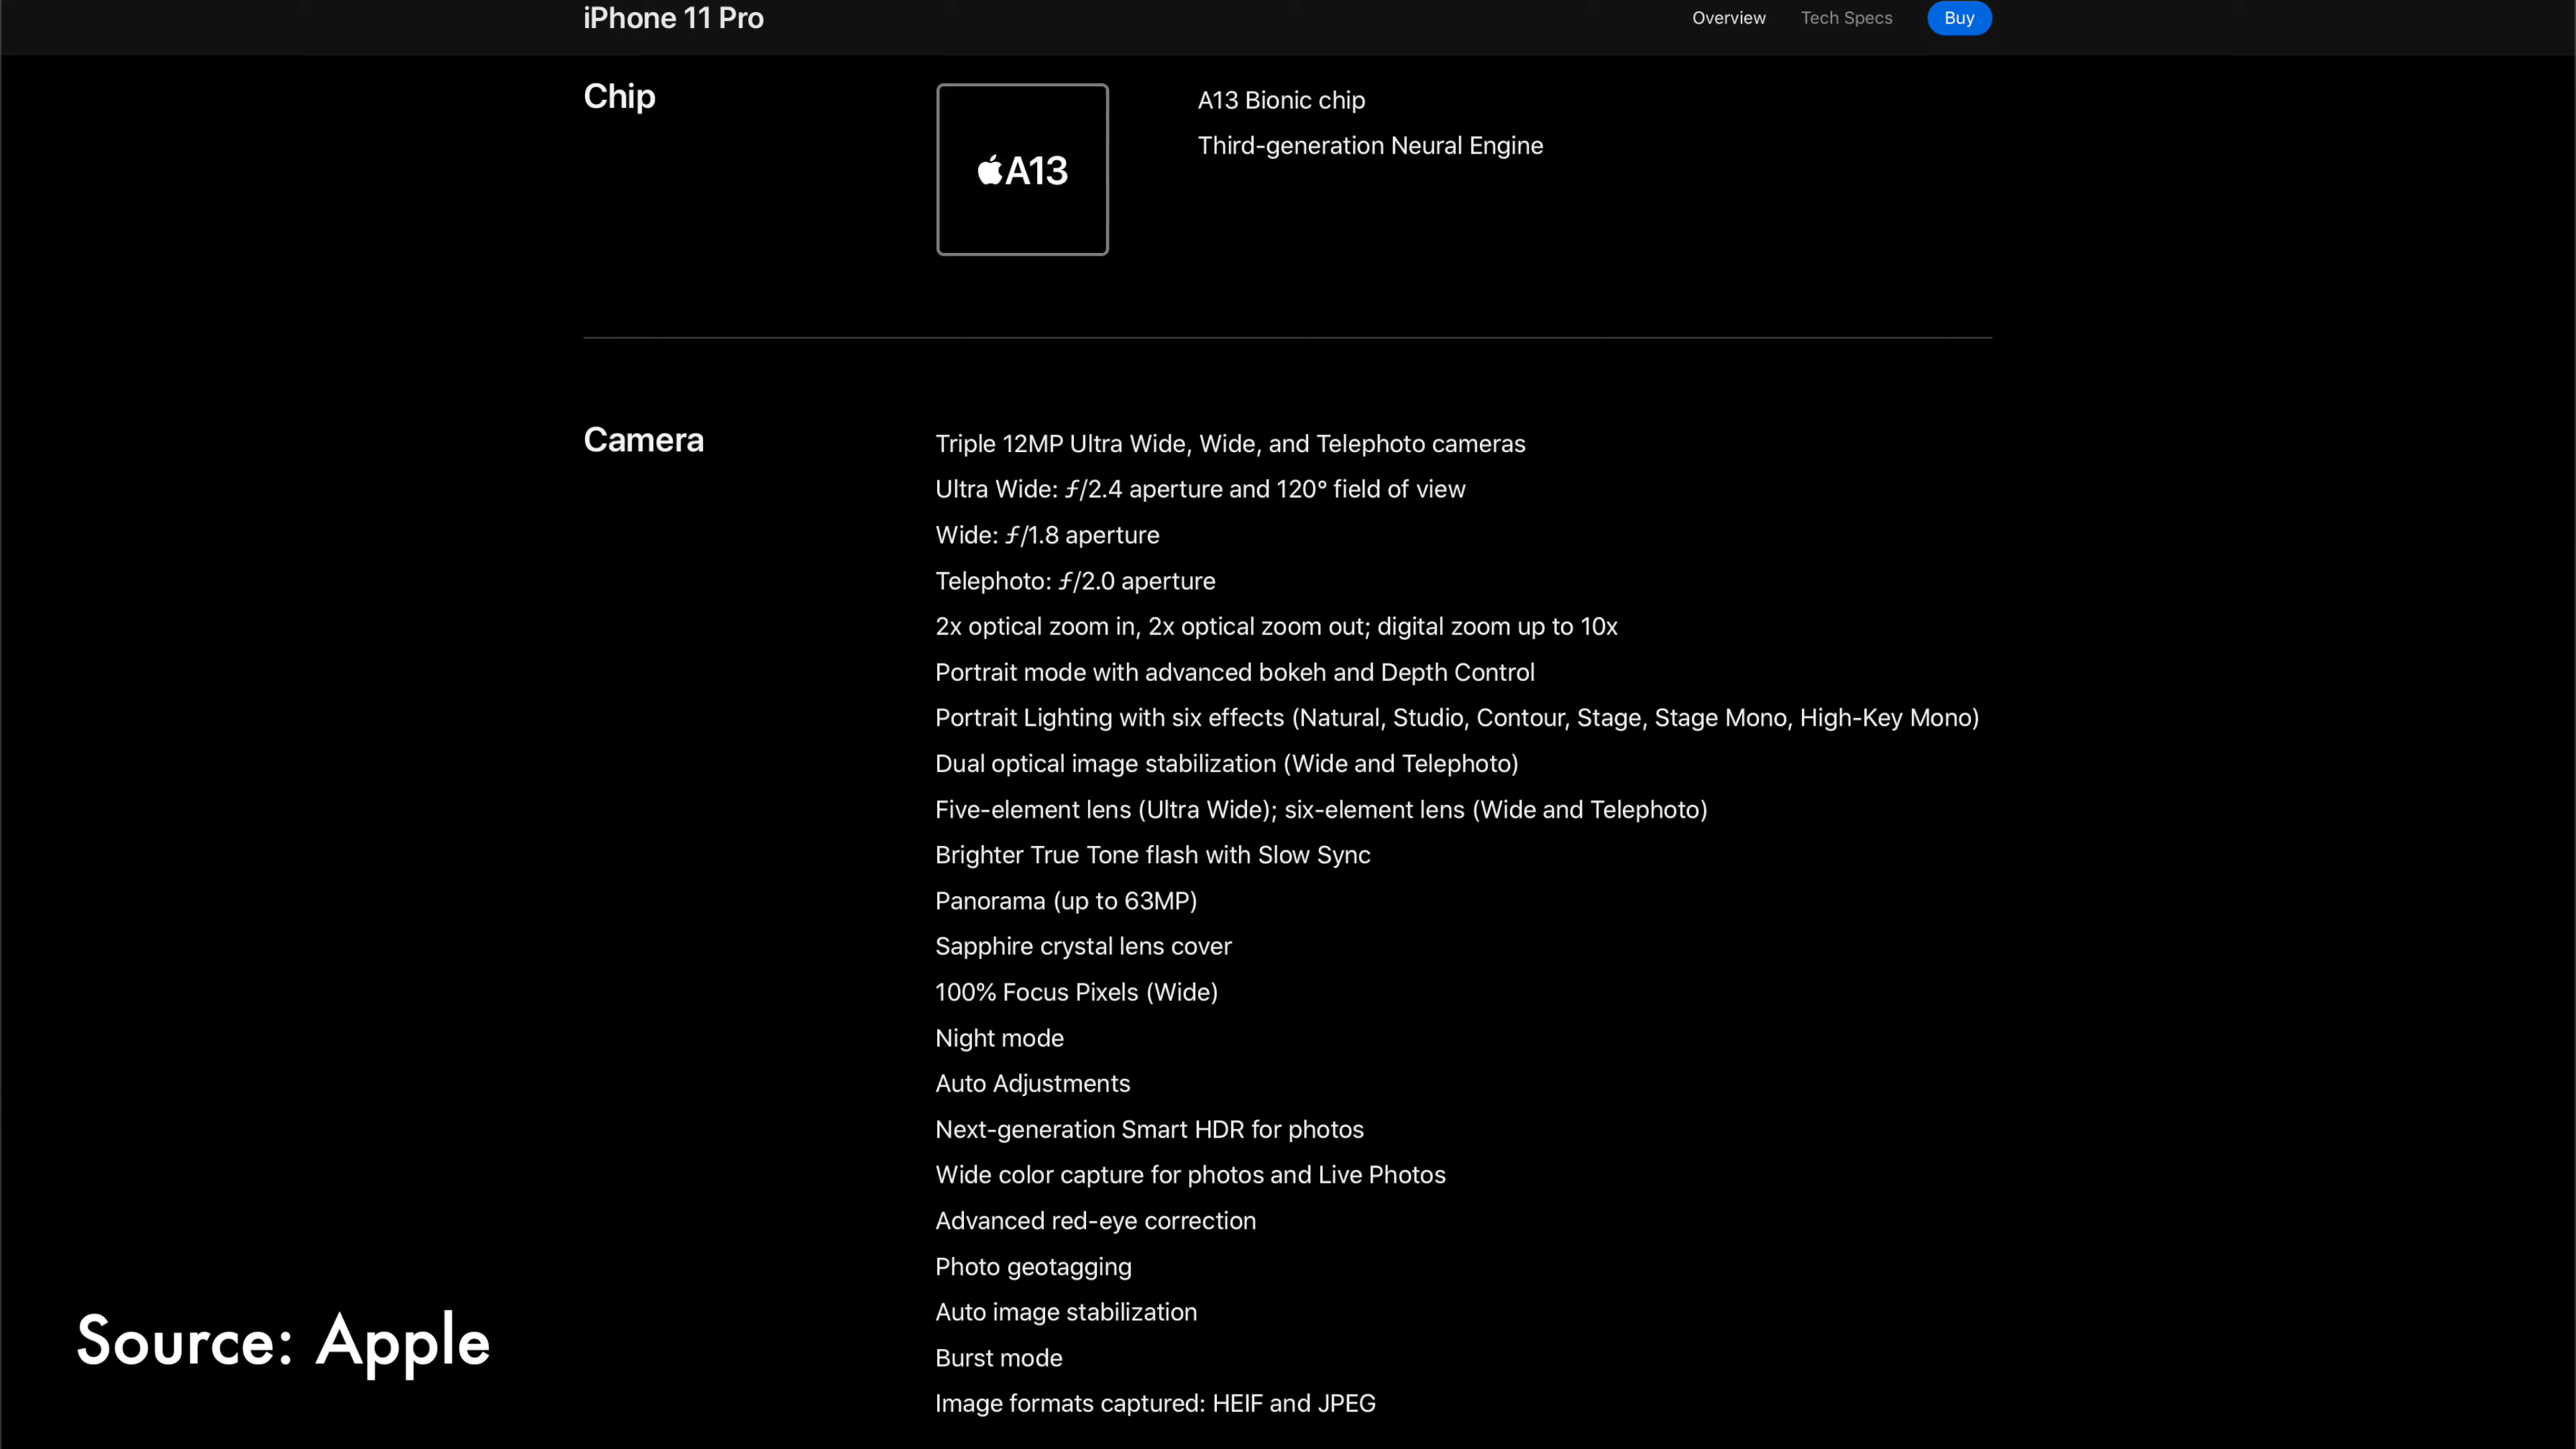 iPhone 11 Pro
Overview
Tech Specs
Buy
Chip
A13
A13 Bionic chip
Third-generation Neural Engine
Camera
Triple 12MP Ultra Wide, Wide, and Telephoto cameras
Ultra Wide: ƒ/2.4 aperture and 120° field of view
Wide: ƒ/1.8 aperture
Telephoto: ƒ/2.0 aperture
2x optical zoom in, 2x optical zoom out; digital zoom up to 10x
Portrait mode with advanced bokeh and Depth Control
Portrait Lighting with six effects (Natural, Studio, Contour, Stage, Stage Mono, High-Key Mono)
Dual optical image stabilization (Wide and Telephoto)
Five-element lens (Ultra Wide); six-element lens (Wide and Telephoto)
Brighter True Tone flash with Slow Sync
Panorama (up to 63MP)
Sapphire crystal lens cover
100% Focus Pixels (Wide)
Night mode
Auto Adjustments
Next-generation Smart HDR for photos
Wide color capture for photos and Live Photos
Advanced red-eye correction
Photo geotagging
Auto image stabilization
Burst mode
Image formats captured: HEIF and JPEG
Source: Apple